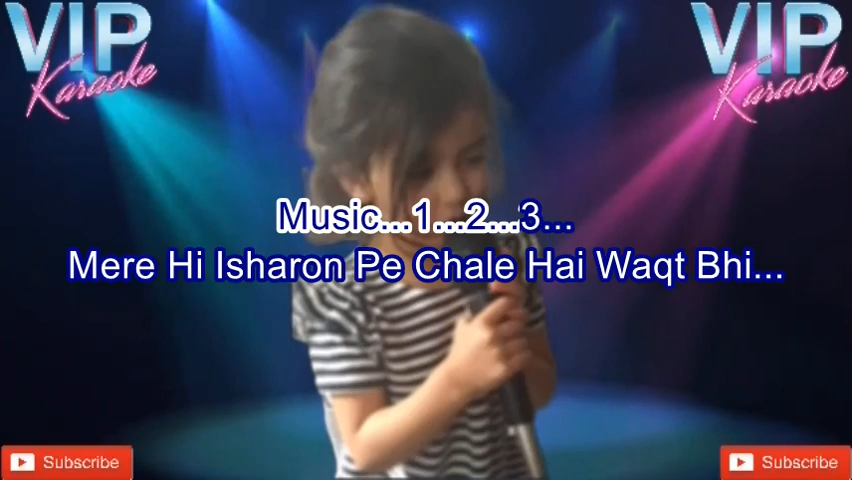 VIP VIP
Karaoke Karaoke
Music...1...2...3...
Mere Hi Isharon Pe Chale Hai Waqt Bhi...
Subscribe Subscribe